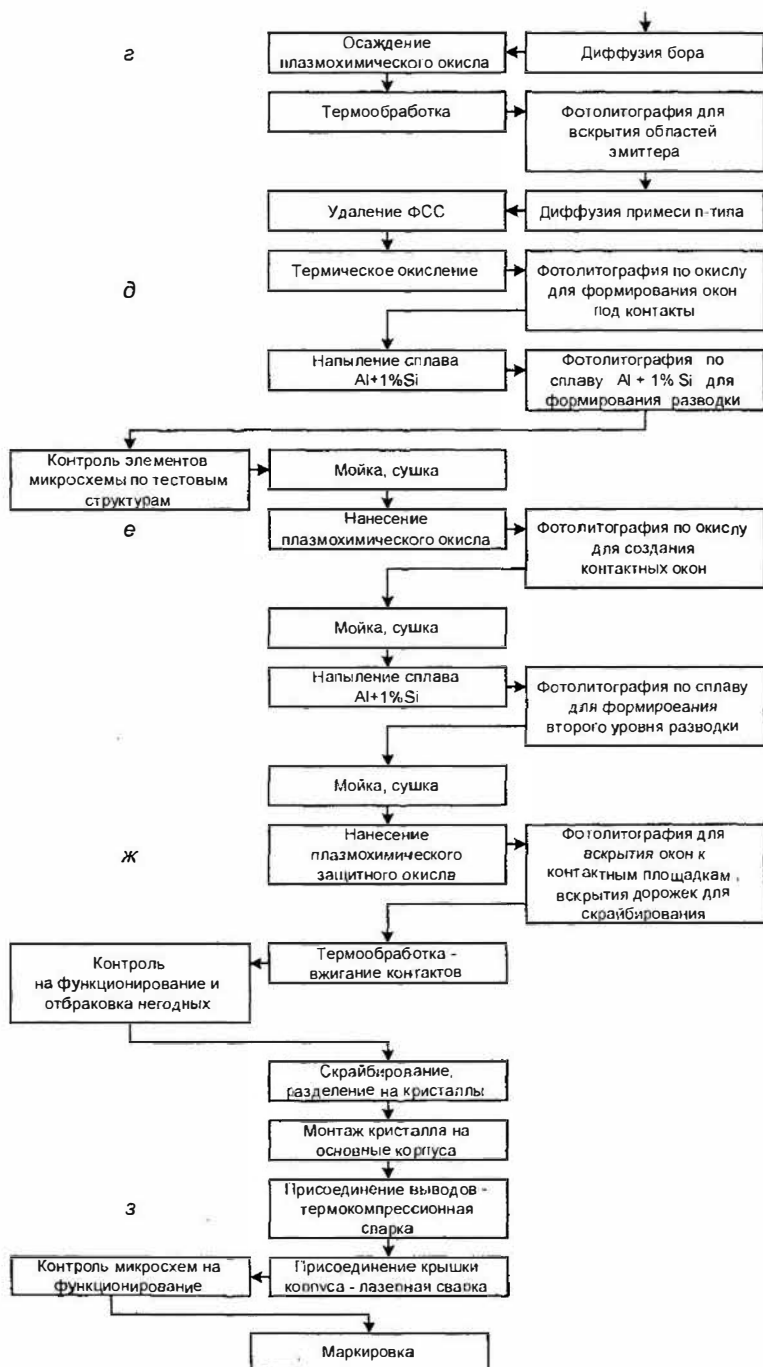 г
Осаждение
плазмохимического окисла
Диффузия бора
Термообработка
Фотолитография для
вскрытия областей
эмиттера
Удаление ФСС
Диффузия примеси n-типа
д
Термическое окисление
Фотолитография по окислу
для формирования окон
под контакты
Напыление сплава
Al+1%Si
Фотолитография по
сплаву Al + 1% Si для
формирования разводки
Контроль элементов
микросхемы по тестовым
структурам
Мойка, сушка
е
Нанесение
плазмохимического окисла
Фотолитография по окислу
для создания
контактных окон
Мойка, сушка
Напыление сплава
Al+1%Si
Фотолитография по сплаву
для формироеания
второго уровня разводки
Мойка, сушка
ж
Нанесение
плазмохимического
защитного окисла
Фотолитография для
вскрытия окон к
контактным площадкам,
вскрытия дорожек для
скрайбирования
Термообработка -
вжигание контактов
Контроль
на функционирование и
отбраковка негодных
Скрайбирование,
разделение на кристаллы
Монтаж кристалла на
основные корпуса
з
Присоединение выводов -
термокомпрессионная
сварка
Присоединение крышки
корпуса - лазерная сварка
Контроль микросхем на
функционирование
Маркировка